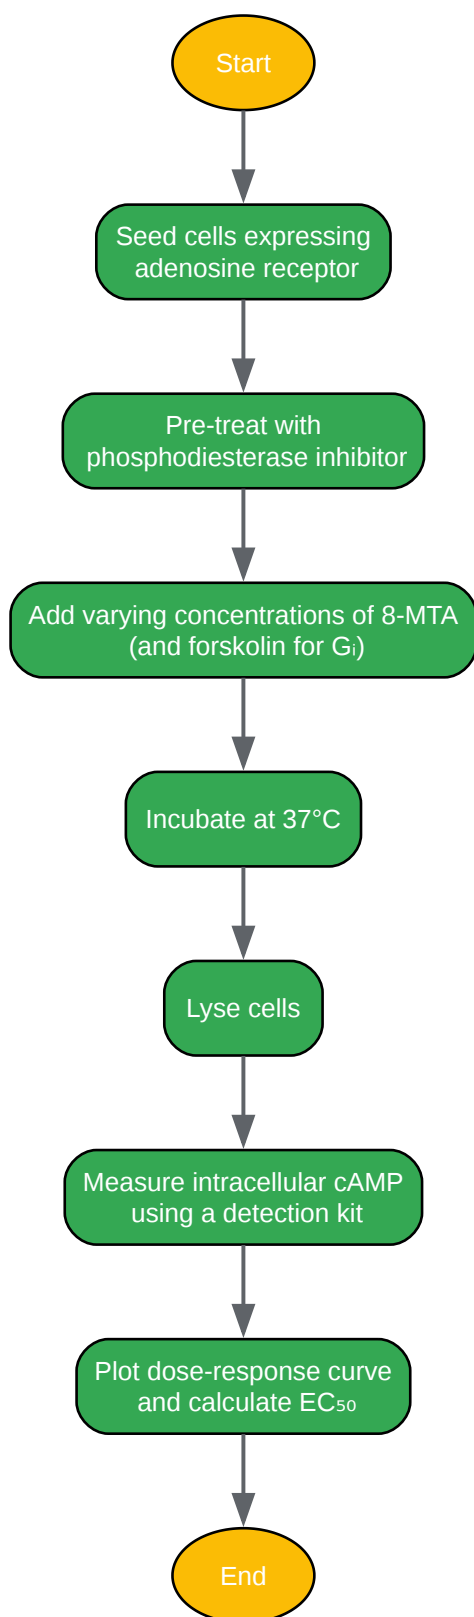 Start
Seed cells expressing
adenosine receptor
Pre-treat with
phosphodiesterase inhibitor
Add varying concentrations of 8-MTA
(and forskolin for Gᵢ)
Incubate at 37°C
Lyse cells
Measure intracellular cAMP
using a detection kit
Plot dose-response curve
and calculate EC₅₀
End